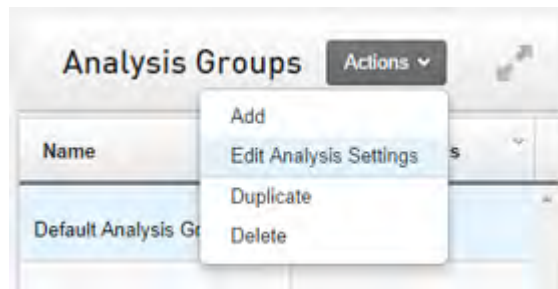 Analysis Groups Actions
Add
Name
Edit Analysis Settings s
Duplicate
Default Analysis Gr
Delete